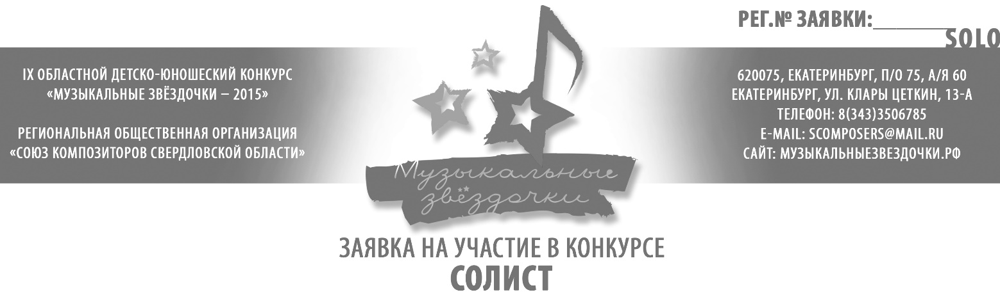 РЕГ.№ ЗАЯВКИ:________
SOLO
IX ОБЛАСТНОЙ ДЕТСКО-ЮНОШЕСКИЙ КОНКУРС
«МУЗЫКАЛЬНЫЕ ЗВЁЗДОЧКИ – 2015»
РЕГИОНАЛЬНАЯ ОБЩЕСТВЕННАЯ ОРГАНИЗАЦИЯ
«СОЮЗ КОМПОЗИТОРОВ СВЕРДЛОВСКОЙ ОБЛАСТИ»
620075, ЕКАТЕРИНБУРГ, П/О 75, А/Я 60
ЕКАТЕРИНБУРГ, УЛ. КЛАРЫ ЦЕТКИН, 13-А
ТЕЛЕФОН: 8(343)3506785
E-MAIL: SCOMPOSERS@MAIL.RU
САЙТ: МУЗЫКАЛЬНЫЕЗВЕЗДОЧКИ.РФ
Музыкальные
звёздочки
ЗАЯВКА НА УЧАСТИЕ В КОНКУРСЕ
СОЛИСТ